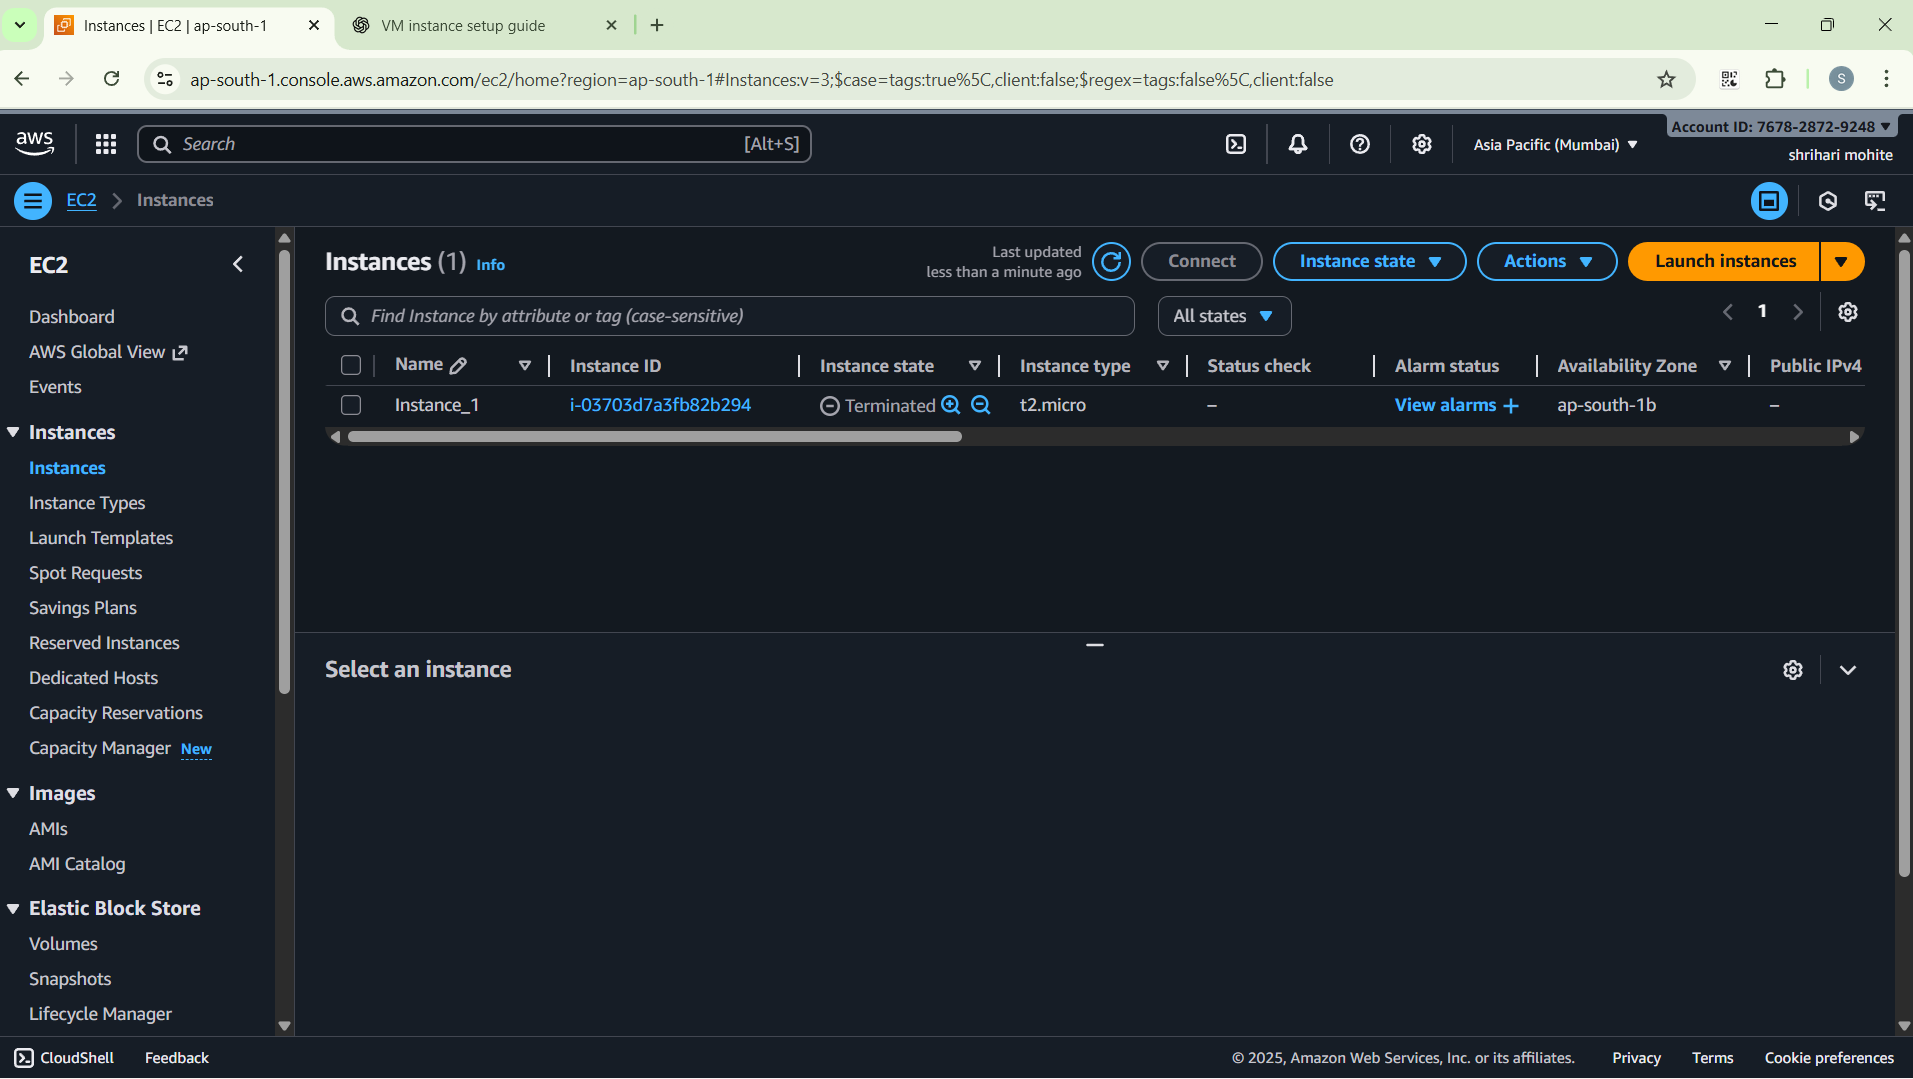 Instances | EC2 | ap-south-1
VM instance setup guide
ap-south-1.console.aws.amazon.com/ec2/home?region=ap-south-1#Instances:v=3;$case=tags:true%5C,client:false;$regex=tags:false%5C,client:false
S
aws
Search
[Alt+S]
Asia Pacific (Mumbai)
Account ID: 7678-2872-9248
shrihari mohite
EC2
Instances
EC2
Dashboard
AWS Global View
Events
Instances
Instances
Instance Types
Launch Templates
Spot Requests
Savings Plans
Reserved Instances
Dedicated Hosts
Capacity Reservations
Capacity Manager New
Images
AMIs
AMI Catalog
Elastic Block Store
Volumes
Snapshots
Lifecycle Manager
Instances (1) Info
Last updated
less than a minute ago
Connect
Instance state
Actions
Launch instances
Find Instance by attribute or tag (case-sensitive)
All states
1
Name Instance ID Instance state Instance type Status check Alarm status Availability Zone Public IPv4
Instance_1 i-03703d7a3fb82b294 Terminated t2.micro – View alarms + ap-south-1b –
Select an instance
CloudShell
Feedback
© 2025, Amazon Web Services, Inc. or its affiliates.
Privacy
Terms
Cookie preferences